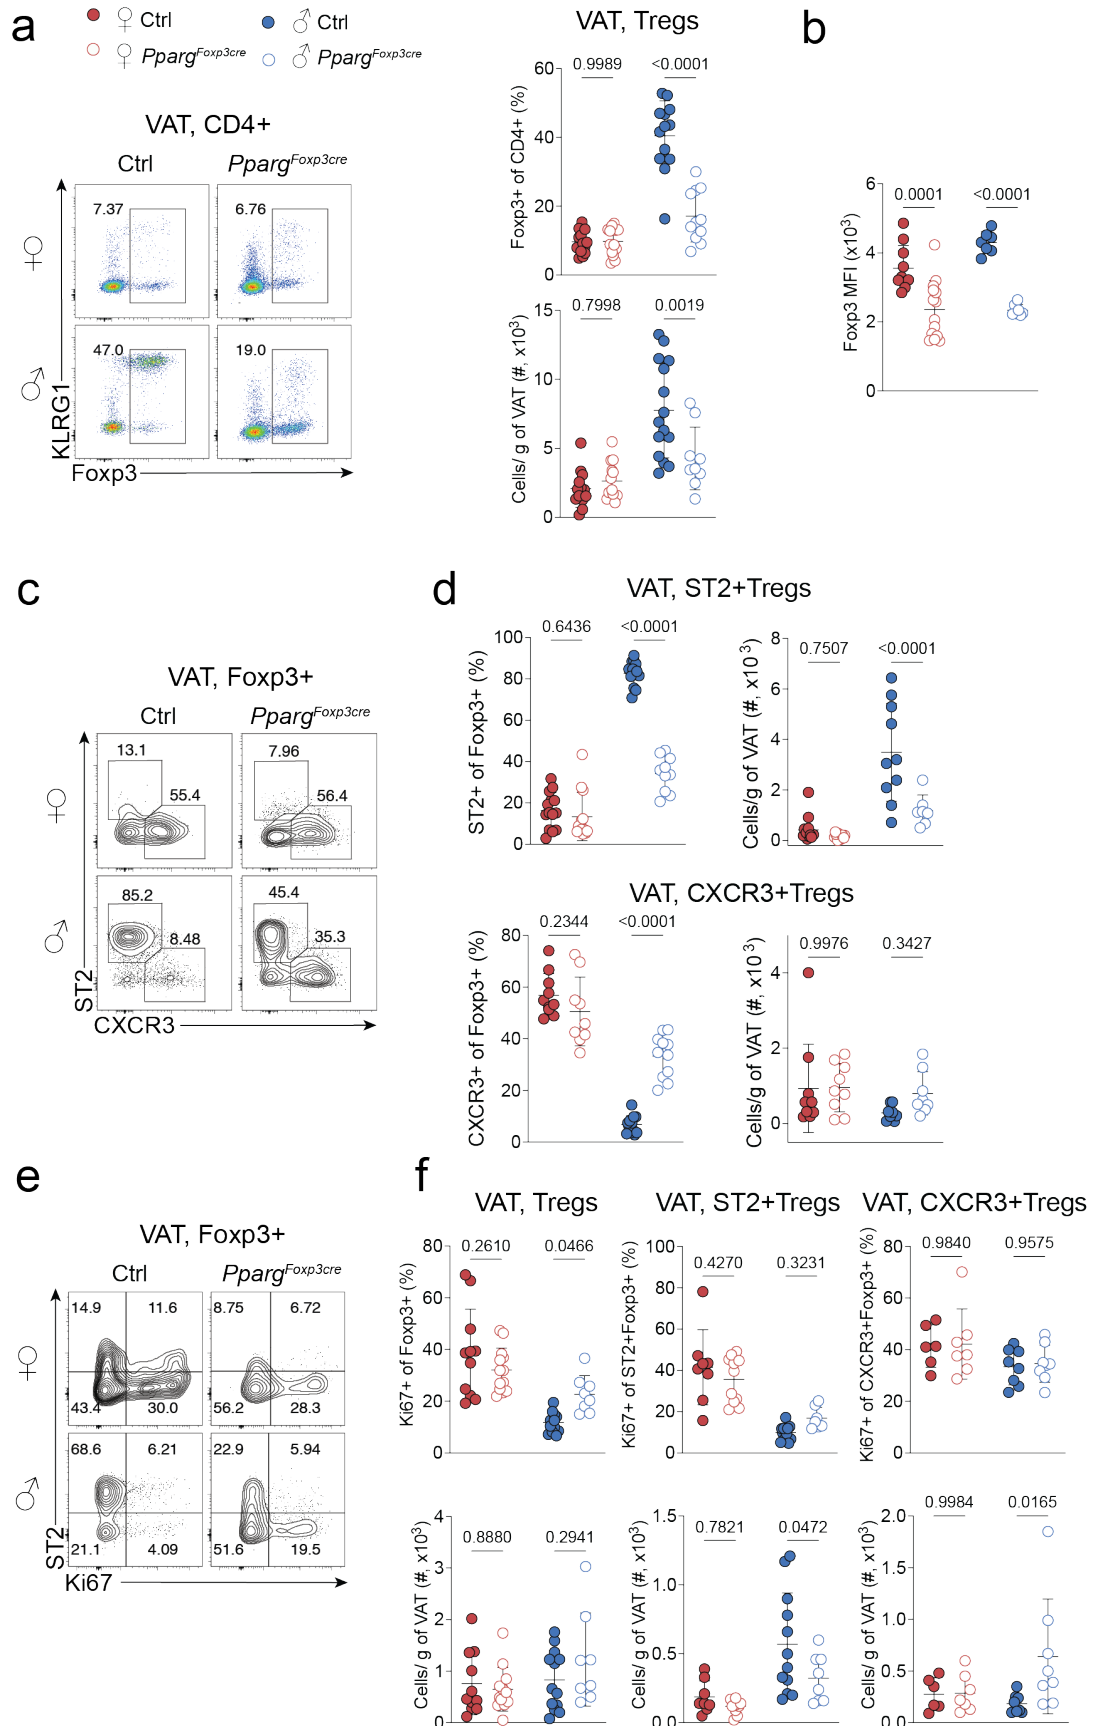 a
♀ Ctrl
♂ Ctrl
♀ Pparg^Foxp3cre
♂ Pparg^Foxp3cre
VAT, CD4+
Ctrl
Pparg^Foxp3cre
♀
7.37
6.76
♂
47.0
19.0
KLRG1
Foxp3
VAT, Tregs
0.9989
<0.0001
Foxp3+ of CD4+ (%)
60
40
20
0
0.7998
0.0019
Cells/ g of VAT (#, x10³)
15
10
5
0
b
0.0001
<0.0001
Foxp3 MFI (x10³)
6
4
2
0
c
VAT, Foxp3+
Ctrl
Pparg^Foxp3cre
♀
13.1
55.4
7.96
56.4
♂
85.2
8.48
45.4
35.3
ST2
CXCR3
d
VAT, ST2+Tregs
0.6436
<0.0001
ST2+ of Foxp3+ (%)
100
80
60
40
20
0
0.7507
<0.0001
Cells/g of VAT (#, x10³)
8
6
4
2
0
VAT, CXCR3+Tregs
0.2344
<0.0001
CXCR3+ of Foxp3+ (%)
80
60
40
20
0
0.9976
0.3427
Cells/g of VAT (#, x10³)
4
2
0
e
VAT, Foxp3+
Ctrl
Pparg^Foxp3cre
♀
14.9
11.6
43.4
30.0
8.75
6.72
56.2
28.3
♂
68.6
6.21
21.1
4.09
22.9
5.94
51.6
19.5
ST2
Ki67
f
VAT, Tregs
0.2610
0.0466
Ki67+ of Foxp3+ (%)
80
60
40
20
0
VAT, ST2+Tregs
0.4270
0.3231
Ki67+ of ST2+Foxp3+ (%)
100
80
60
40
20
0
VAT, CXCR3+Tregs
0.9840
0.9575
Ki67+ of CXCR3+Foxp3+ (%)
80
60
40
20
0
0.8880
0.2941
Cells/ g of VAT (#, x10³)
4
3
2
1
0
0.7821
0.0472
Cells/ g of VAT (#, x10³)
1.5
1.0
0.5
0.0
0.9984
0.0165
Cells/ g of VAT (#, x10³)
2.0
1.5
1.0
0.5
0.0